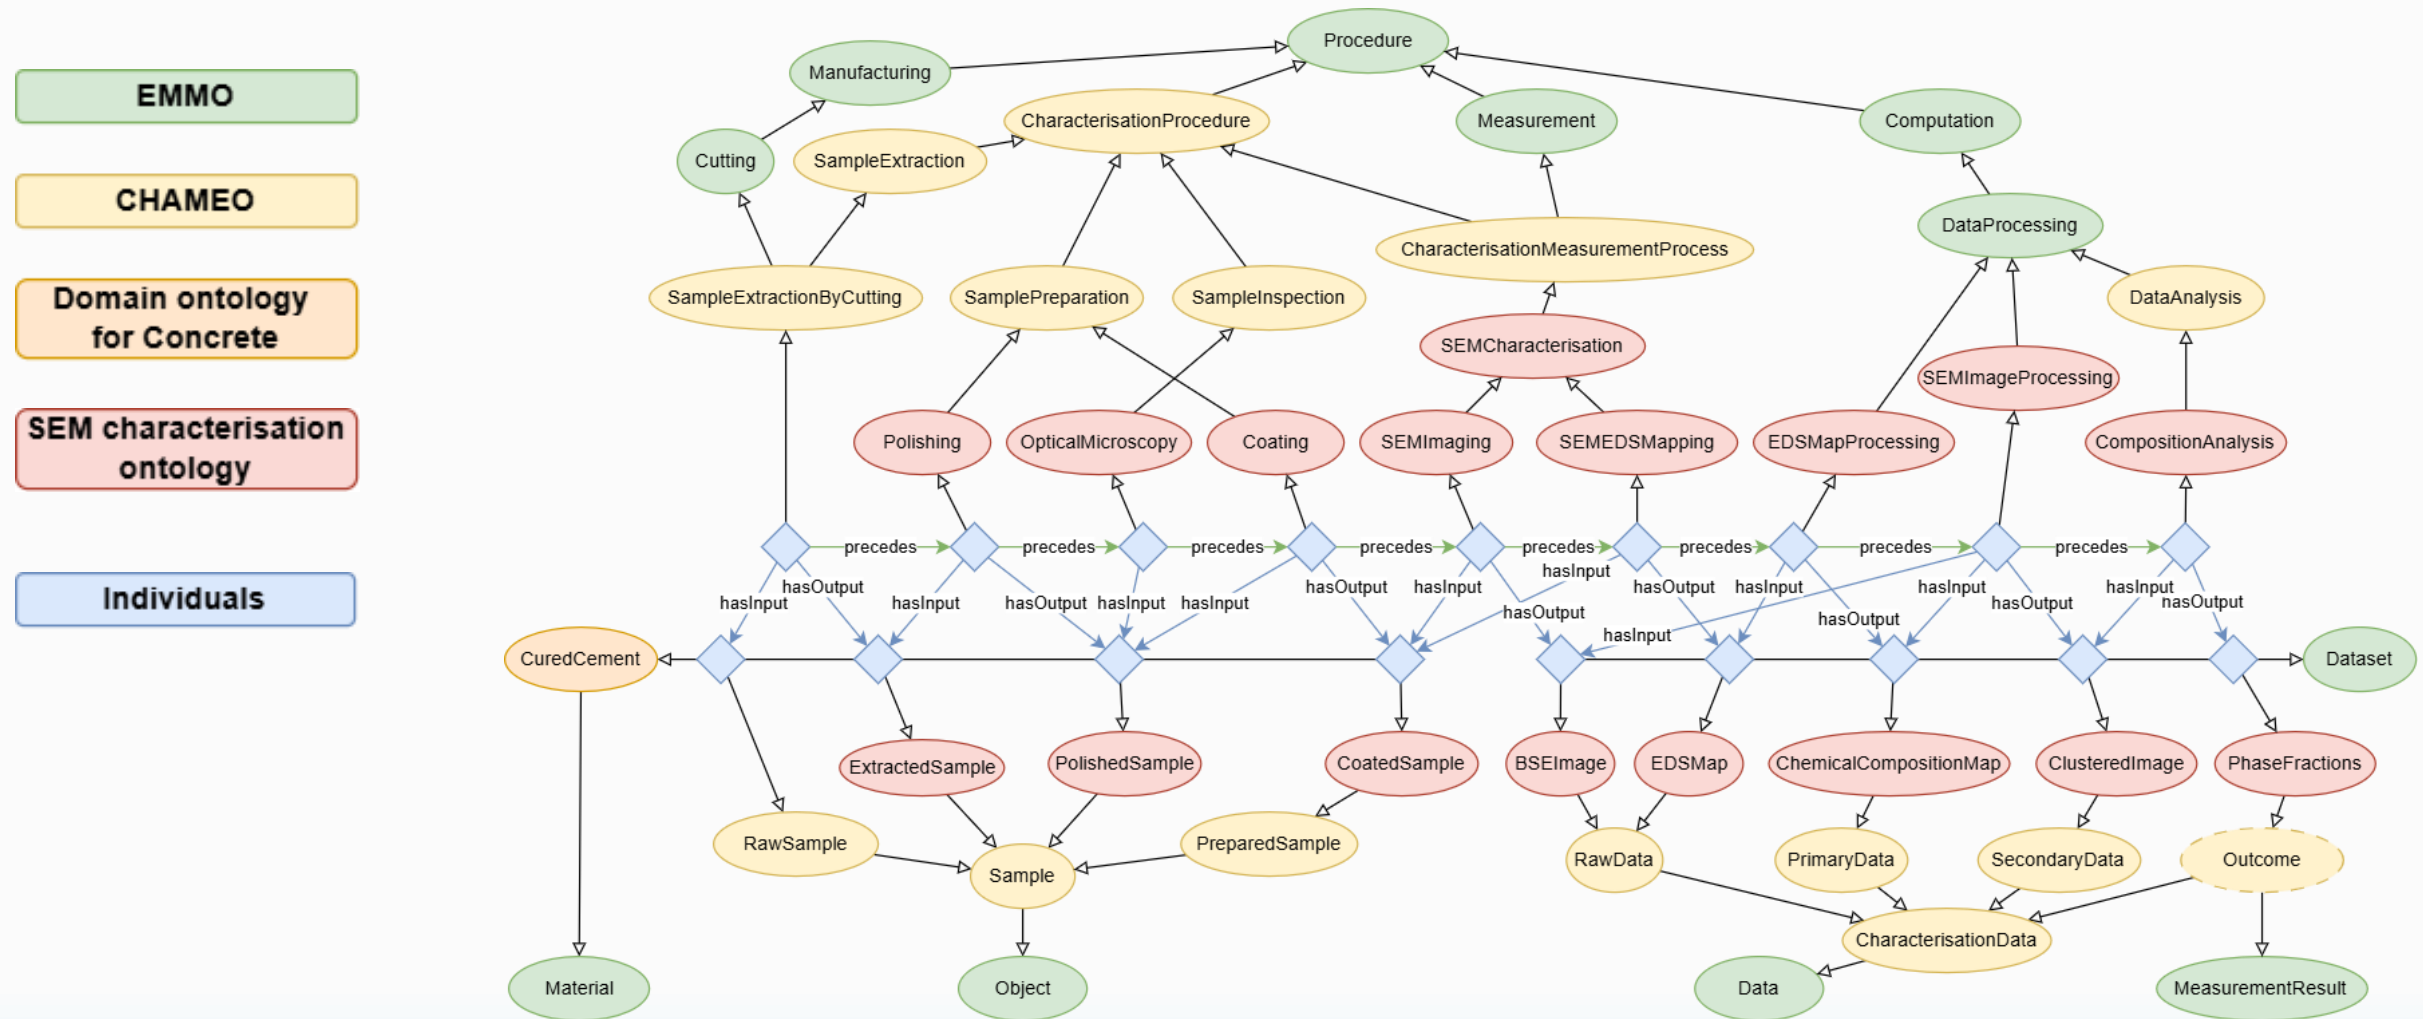 EMMO
CHAMEO
Domain ontology
for Concrete
SEM characterisation
ontology
Individuals
Procedure
Manufacturing
CharacterisationProcedure
Measurement
Computation
Cutting
SampleExtraction
DataProcessing
CharacterisationMeasurementProcess
SampleExtractionByCutting
SamplePreparation
SampleInspection
DataAnalysis
SEMCharacterisation
SEMImageProcessing
Polishing
OpticalMicroscopy
Coating
SEMImaging
SEMEDSMapping
EDSMapProcessing
CompositionAnalysis
precedes
precedes
precedes
precedes
precedes
precedes
precedes
precedes
hasInput
hasOutput
hasInput
hasOutput
hasInput
hasInput
hasOutput
hasInput
hasOutput
hasInput
hasOutput
hasInput
hasOutput
hasInput
hasInput
hasOutput
hasInput
hasOutput
CuredCement
Dataset
ExtractedSample
PolishedSample
CoatedSample
BSEImage
EDSMap
ChemicalCompositionMap
ClusteredImage
PhaseFractions
RawSample
Sample
PreparedSample
RawData
PrimaryData
SecondaryData
Outcome
CharacterisationData
Material
Object
Data
MeasurementResult